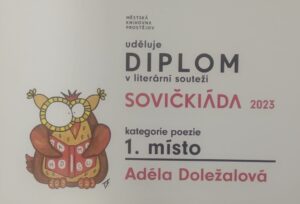 MĚSTSKÁ
KNIHOVNA
PROSTĚJOV
uděluje
DIPLOM
v literární soutěži
SOVIČKIÁDA 2023
kategorie poezie
1. místo
Adéla Doležalová